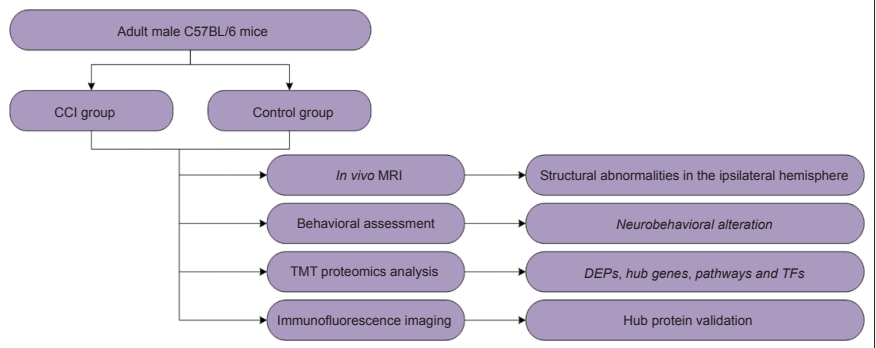 Adult male C57BL/6 mice
CCI group
Control group
In vivo MRI
Structural abnormalities in the ipsilateral hemisphere
Behavioral assessment
Neurobehavioral alteration
TMT proteomics analysis
DEPs, hub genes, pathways and TFs
Immunofluorescence imaging
Hub protein validation